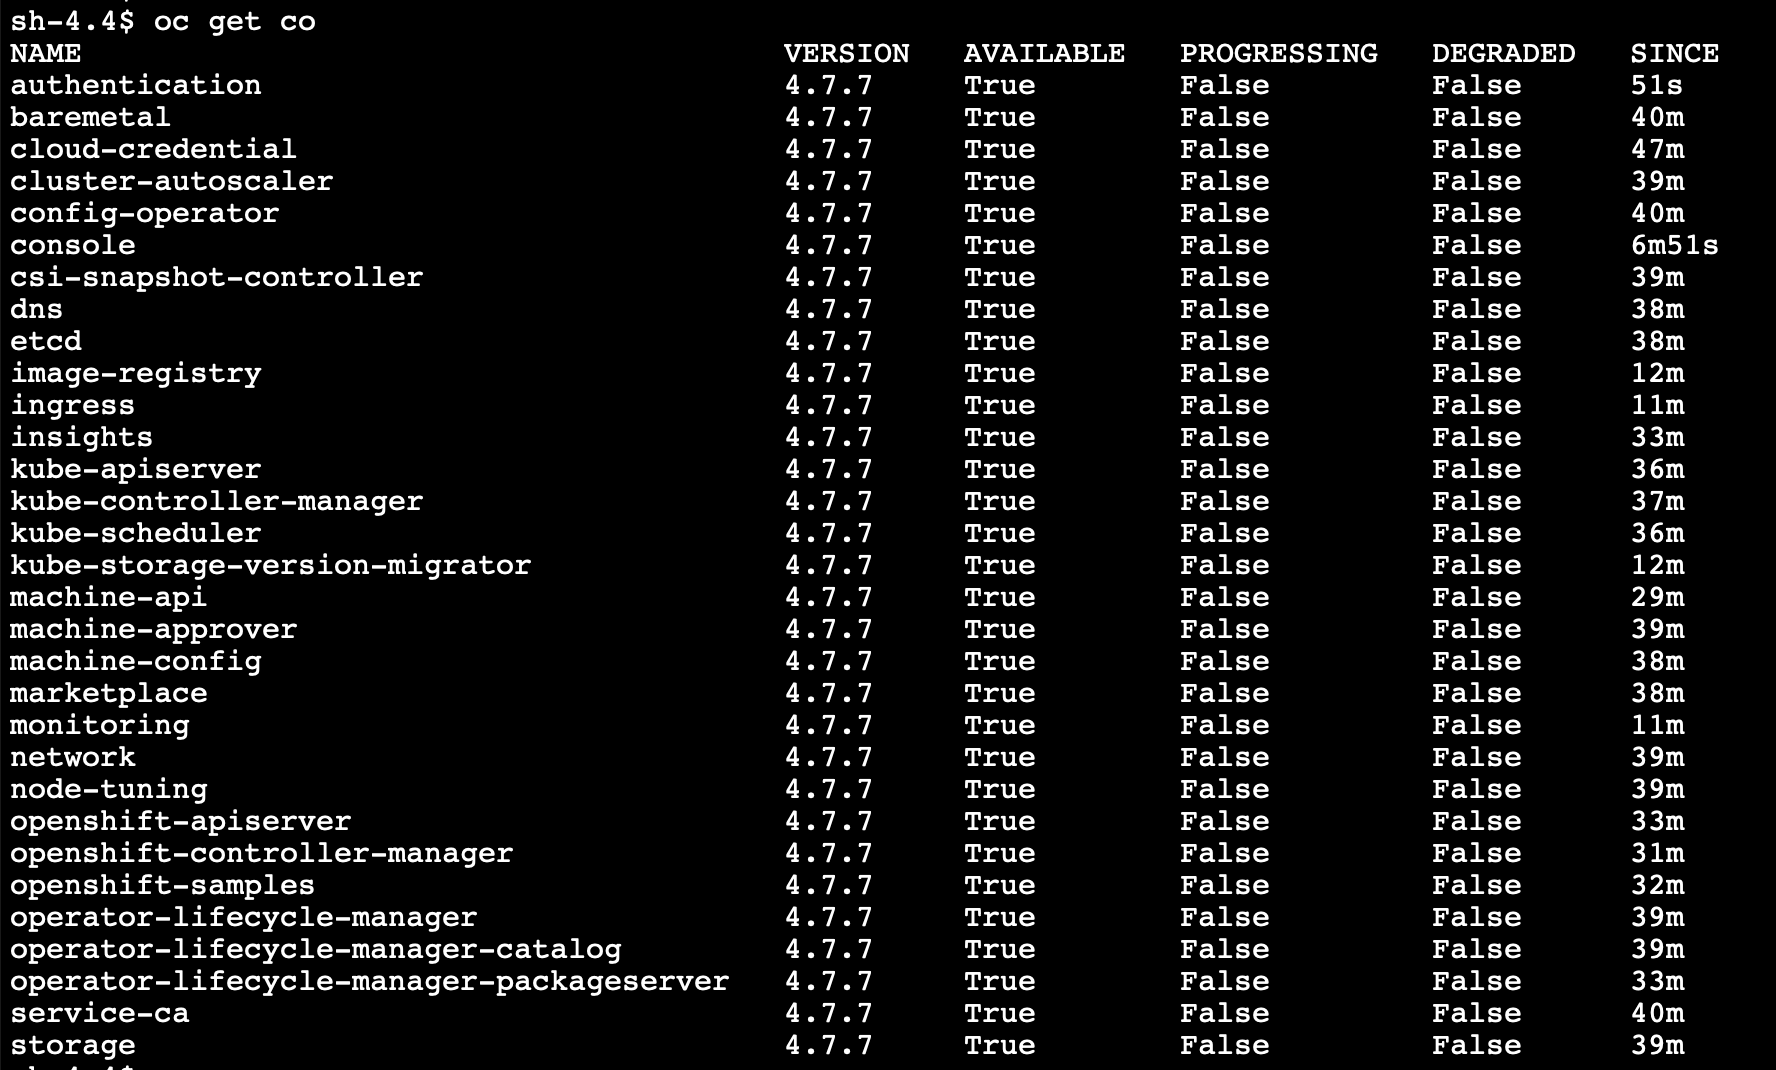 sh-4.4$ oc get co
NAME VERSION AVAILABLE PROGRESSING DEGRADED SINCE
authentication 4.7.7 True False False 51s
baremetal 4.7.7 True False False 40m
cloud-credential 4.7.7 True False False 47m
cluster-autoscaler 4.7.7 True False False 39m
config-operator 4.7.7 True False False 40m
console 4.7.7 True False False 6m51s
csi-snapshot-controller 4.7.7 True False False 39m
dns 4.7.7 True False False 38m
etcd 4.7.7 True False False 38m
image-registry 4.7.7 True False False 12m
ingress 4.7.7 True False False 11m
insights 4.7.7 True False False 33m
kube-apiserver 4.7.7 True False False 36m
kube-controller-manager 4.7.7 True False False 37m
kube-scheduler 4.7.7 True False False 36m
kube-storage-version-migrator 4.7.7 True False False 12m
machine-api 4.7.7 True False False 29m
machine-approver 4.7.7 True False False 39m
machine-config 4.7.7 True False False 38m
marketplace 4.7.7 True False False 38m
monitoring 4.7.7 True False False 11m
network 4.7.7 True False False 39m
node-tuning 4.7.7 True False False 39m
openshift-apiserver 4.7.7 True False False 33m
openshift-controller-manager 4.7.7 True False False 31m
openshift-samples 4.7.7 True False False 32m
operator-lifecycle-manager 4.7.7 True False False 39m
operator-lifecycle-manager-catalog 4.7.7 True False False 39m
operator-lifecycle-manager-packageserver 4.7.7 True False False 33m
service-ca 4.7.7 True False False 40m
storage 4.7.7 True False False 39m